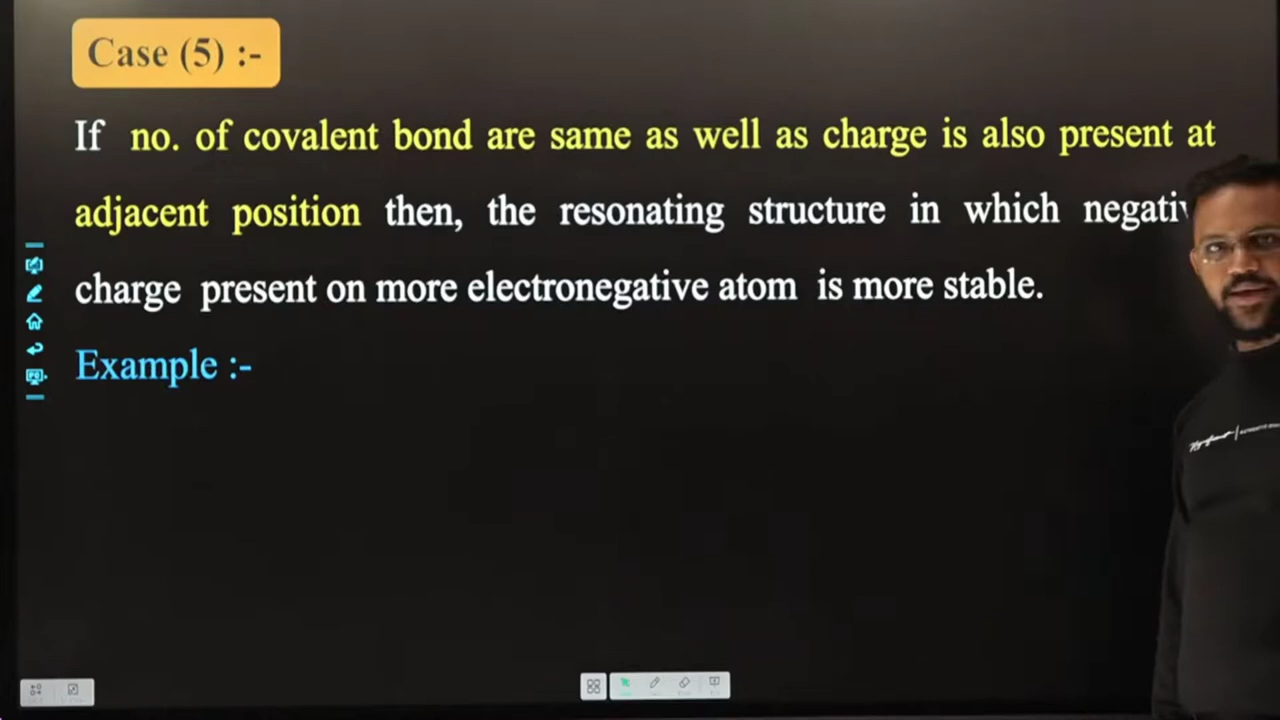 Case (5) :-
If no. of covalent bond are same as well as charge is also present at
adjacent position then, the resonating structure in which
charge present on more electronegative atom is more stable.
Example :-